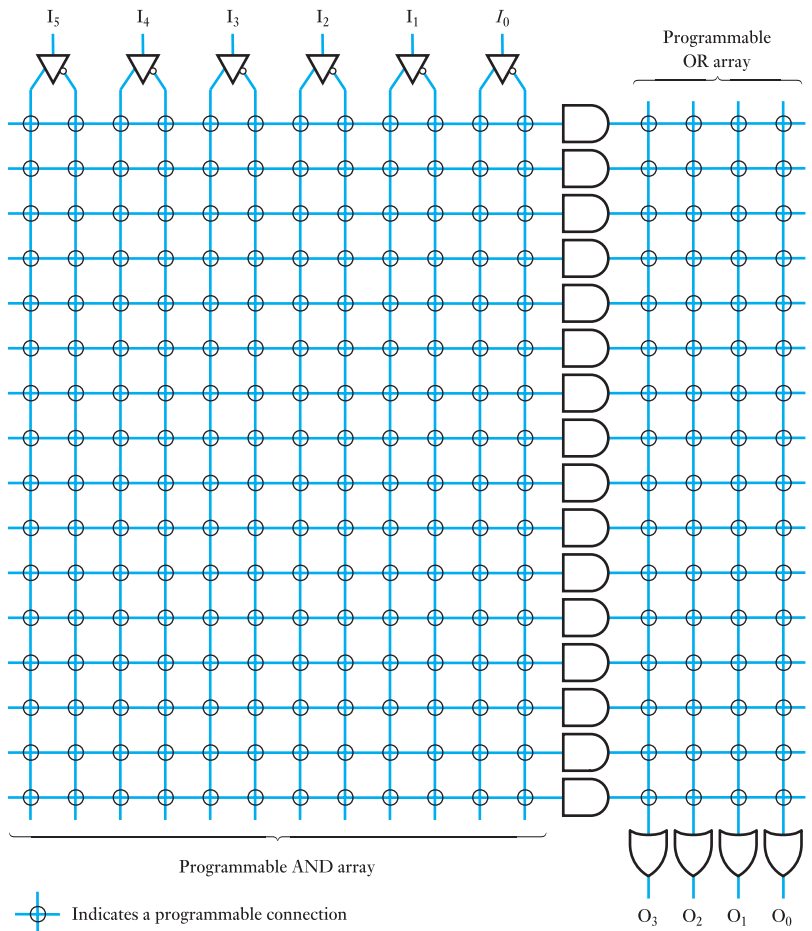 I₅ I₄ I₃ I₂ I₁ I₀
Programmable
OR array
Programmable AND array
Indicates a programmable connection
O₃ O₂ O₁ O₀